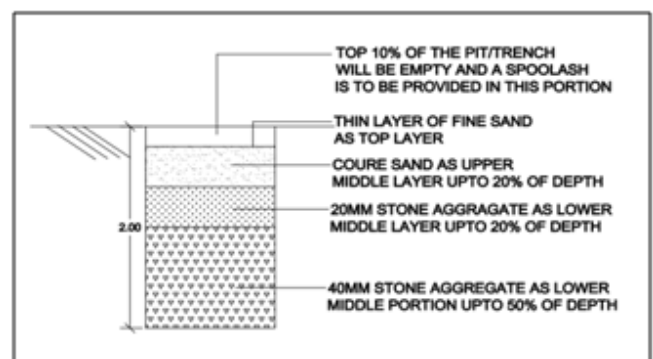 TOP 10% OF THE PIT/TRENCH
WILL BE EMPTY AND A SPOOLASH
IS TO BE PROVIDED IN THIS PORTION
THIN LAYER OF FINE SAND
AS TOP LAYER
COURE SAND AS UPPER
MIDDLE LAYER UPTO 20% OF DEPTH
20MM STONE AGGRAGATE AS LOWER
MIDDLE LAYER UPTO 20% OF DEPTH
2.00
40MM STONE AGGREGATE AS LOWER
MIDDLE PORTION UPTO 50% OF DEPTH